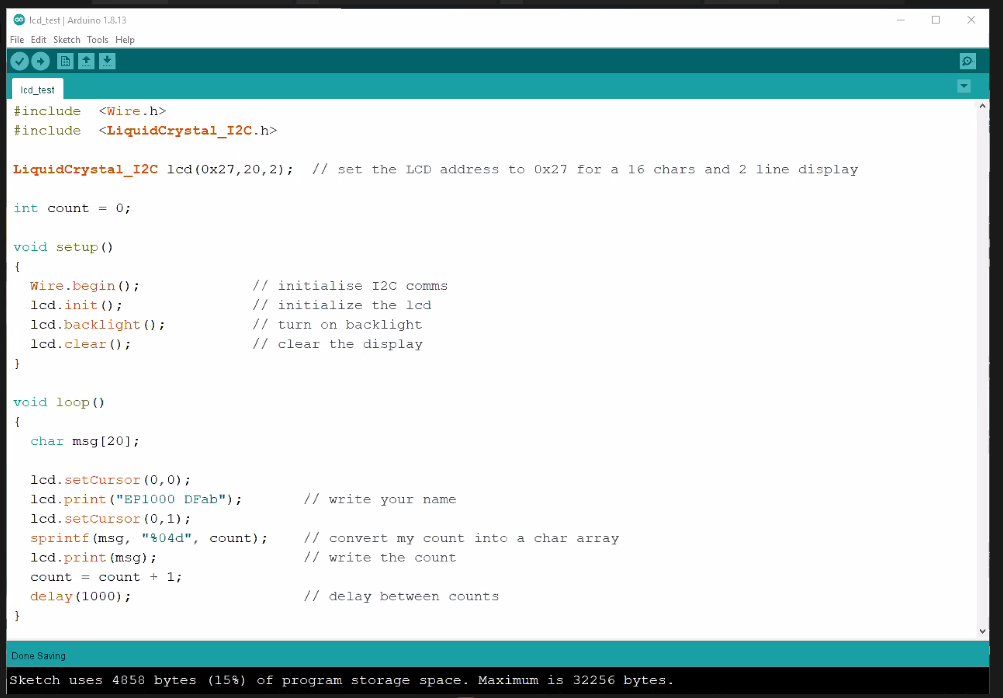 lcd_test | Arduino 1.8.13
File Edit Sketch Tools Help
lcd_test
#include <Wire.h>
#include <LiquidCrystal_I2C.h>
LiquidCrystal_I2C lcd(0x27,20,2); // set the LCD address to 0x27 for a 16 chars and 2 line display
int count = 0;
void setup()
{
  Wire.begin(); // initialise I2C comms
  lcd.init(); // initialize the lcd
  lcd.backlight(); // turn on backlight
  lcd.clear(); // clear the display
}
void loop()
{
  char msg[20];
  lcd.setCursor(0,0);
  lcd.print("EP1000 DFab"); // write your name
  lcd.setCursor(0,1);
  sprintf(msg, "%04d", count); // convert my count into a char array
  lcd.print(msg); // write the count
  count = count + 1;
  delay(1000); // delay between counts
}
Done Saving
Sketch uses 4858 bytes (15%) of program storage space. Maximum is 32256 bytes.